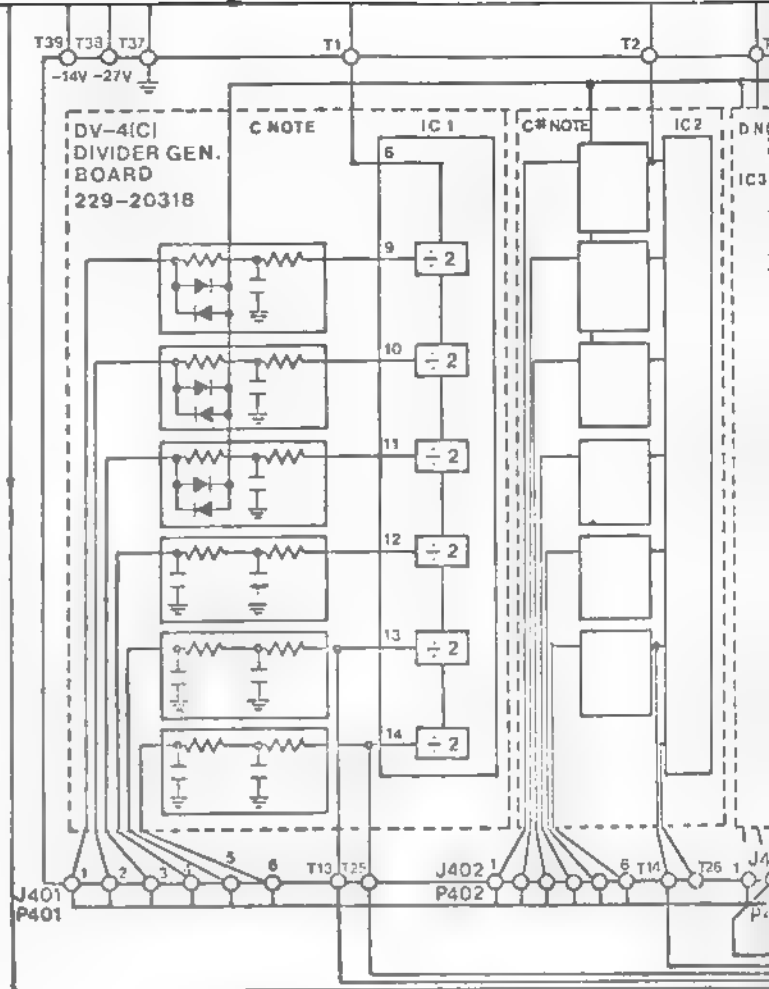 T39 T38 T37 T1 T2
-14V -27V
DV-4(C)
DIVIDER GEN.
BOARD
229-20318
C NOTE
IC 1
C# NOTE
IC 2
IC3
6
9
÷ 2
10
÷ 2
11
÷ 2
12
÷ 2
13
÷ 2
14
÷ 2
J401
P401
1 2 3 4 5 6 T13 T25
J402
P402
1 6 T14 T26 1